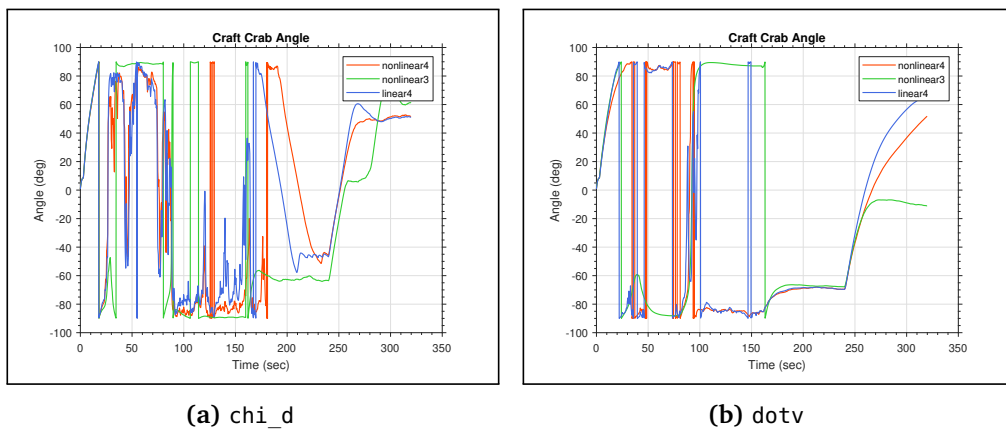 Craft Crab Angle
100
80
60
40
20
0
-20
-40
-60
-80
-100
Angle (deg)
nonlinear4
nonlinear3
linear4
0 50 100 150 200 250 300 350
Time (sec)
(a) chi_d
Craft Crab Angle
100
80
60
40
20
0
-20
-40
-60
-80
-100
Angle (deg)
nonlinear4
nonlinear3
linear4
0 50 100 150 200 250 300 350
Time (sec)
(b) dotv